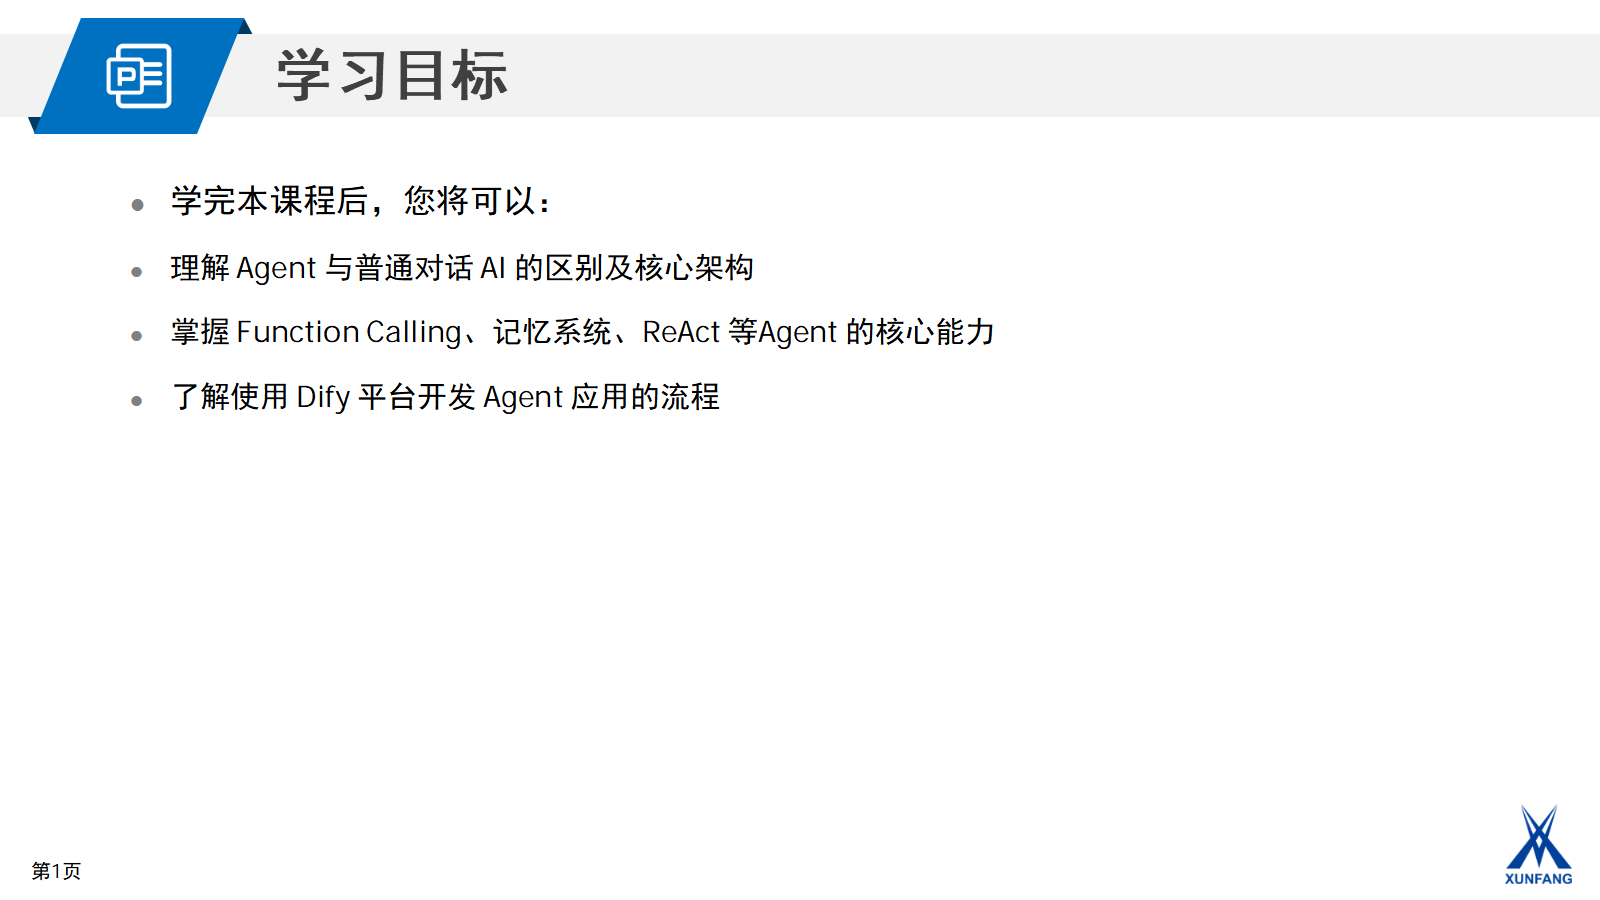 学习目标
学完本课程后，您将可以：
理解 Agent 与普通对话 AI 的区别及核心架构
掌握 Function Calling、记忆系统、ReAct 等Agent 的核心能力
了解使用 Dify 平台开发 Agent 应用的流程
第1页
XUNFANG